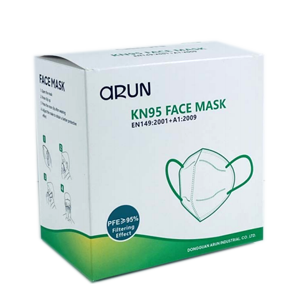 FACE MASK
ARUN
KN95 FACE MASK
EN149:2001+A1:2009
PFE≥95%
Filtering
Effect
DONGGUAN ARUN INDUSTRIAL CO. LTD.